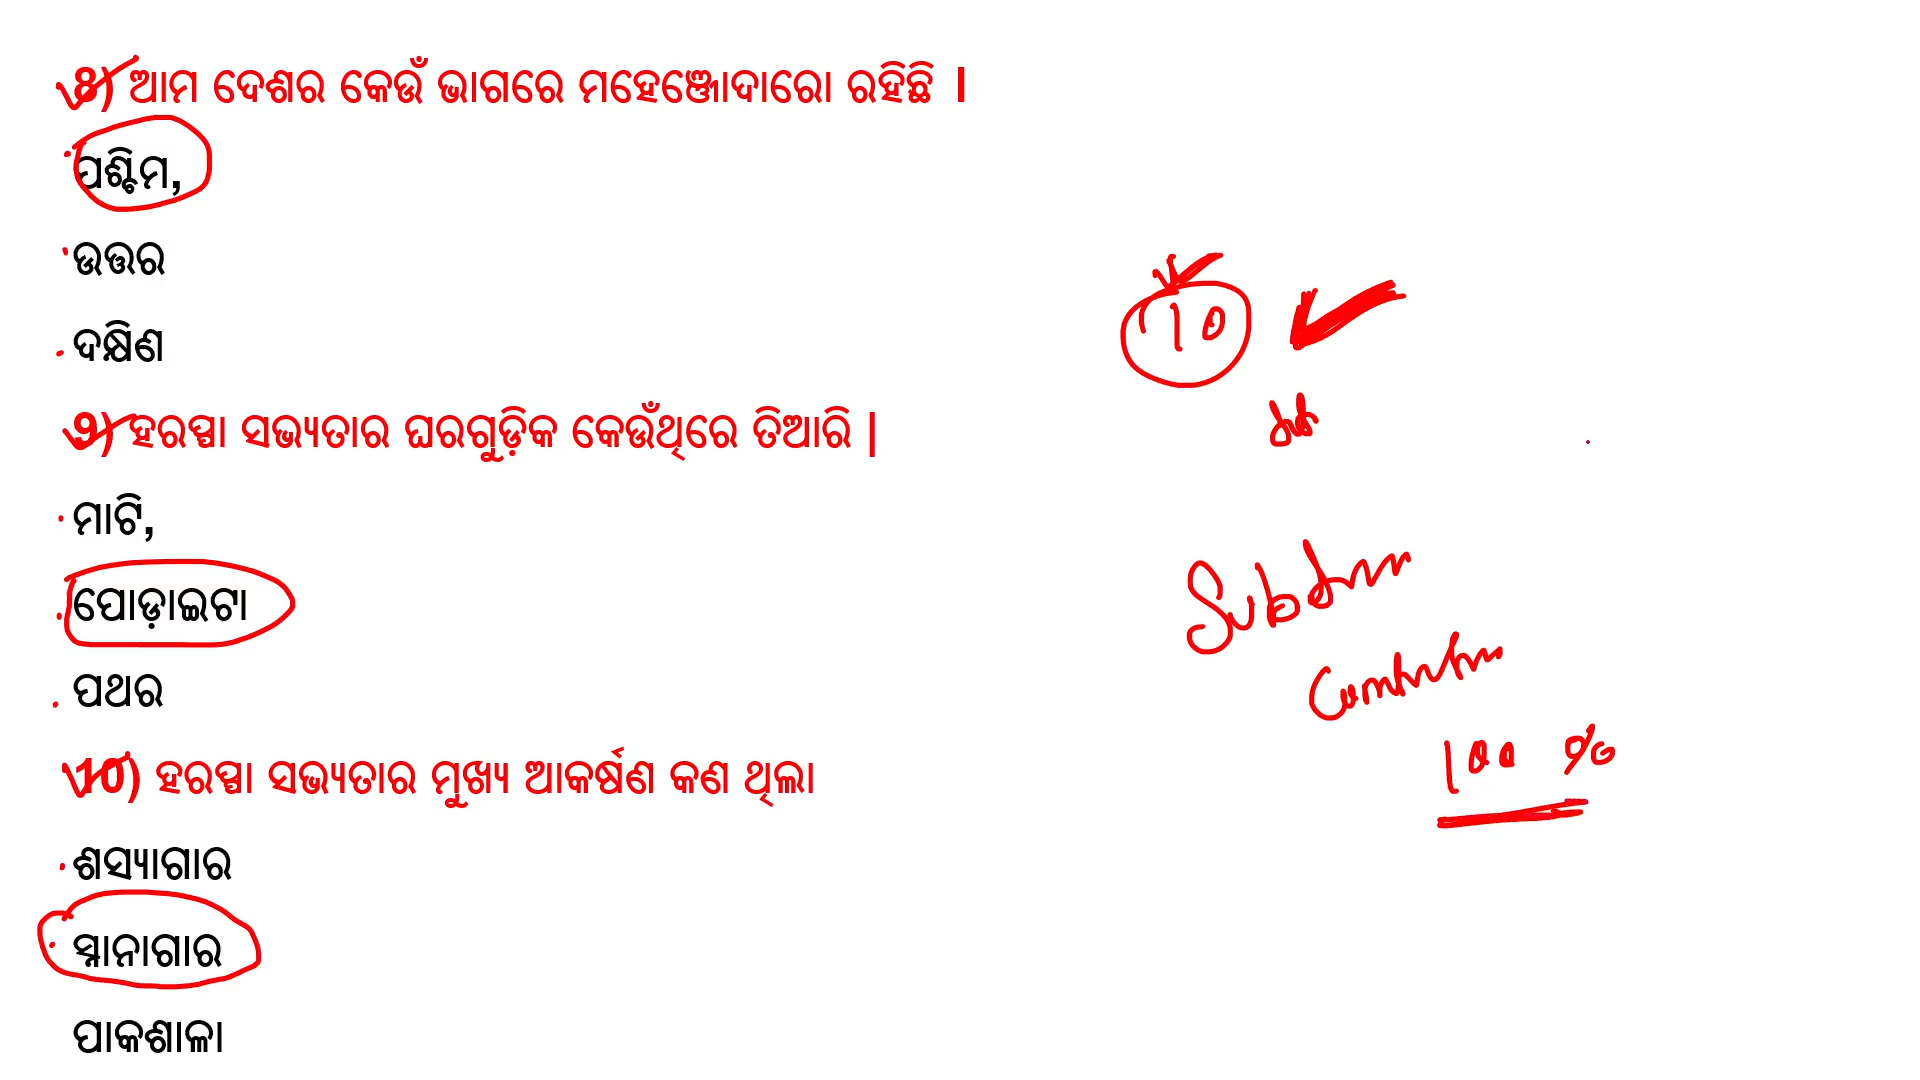 8) ଆମ ଦେଶର କେଉଁ ଭାଗରେ ମହେଞ୍ଜୋଦାରୋ ରହିଛି ।
ପଶ୍ଚିମ,
ଉତ୍ତର
ଦକ୍ଷିଣ
9) ହରପ୍ପା ସଭ୍ୟତାର ଘରଗୁଡ଼ିକ କେଉଁଥିରେ ତିଆରି |
ମାଟି,
ପୋଡ଼ାଇଟା
ପଥର
10) ହରପ୍ପା ସଭ୍ୟତାର ମୁଖ୍ୟ ଆକର୍ଷଣ କଣ ଥିଲା
ଶସ୍ୟାଗାର
ସ୍ନାନାଗାର
ପାକଶାଳା
10
100 %